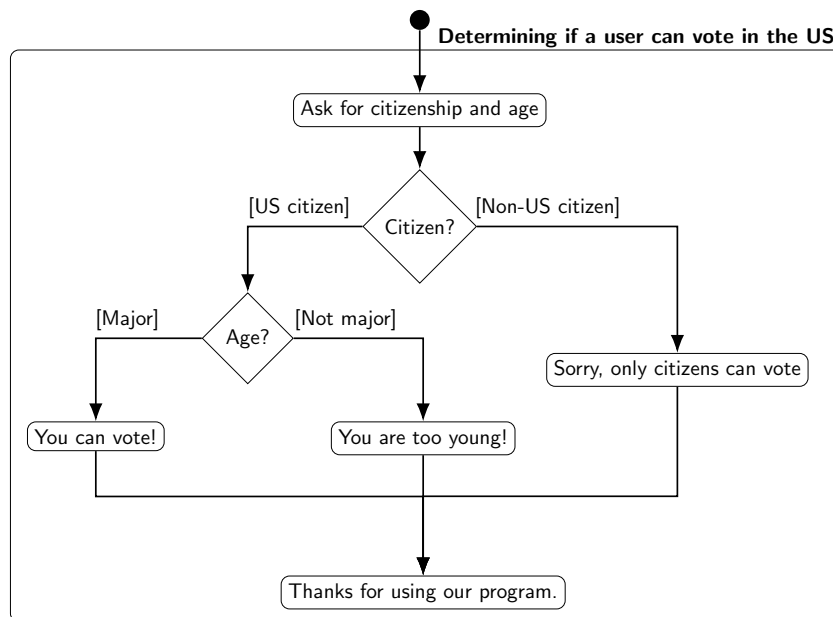 Determining if a user can vote in the US
Ask for citizenship and age
[US citizen]
[Non-US citizen]
Citizen?
[Major]
[Not major]
Age?
Sorry, only citizens can vote
You can vote!
You are too young!
Thanks for using our program.